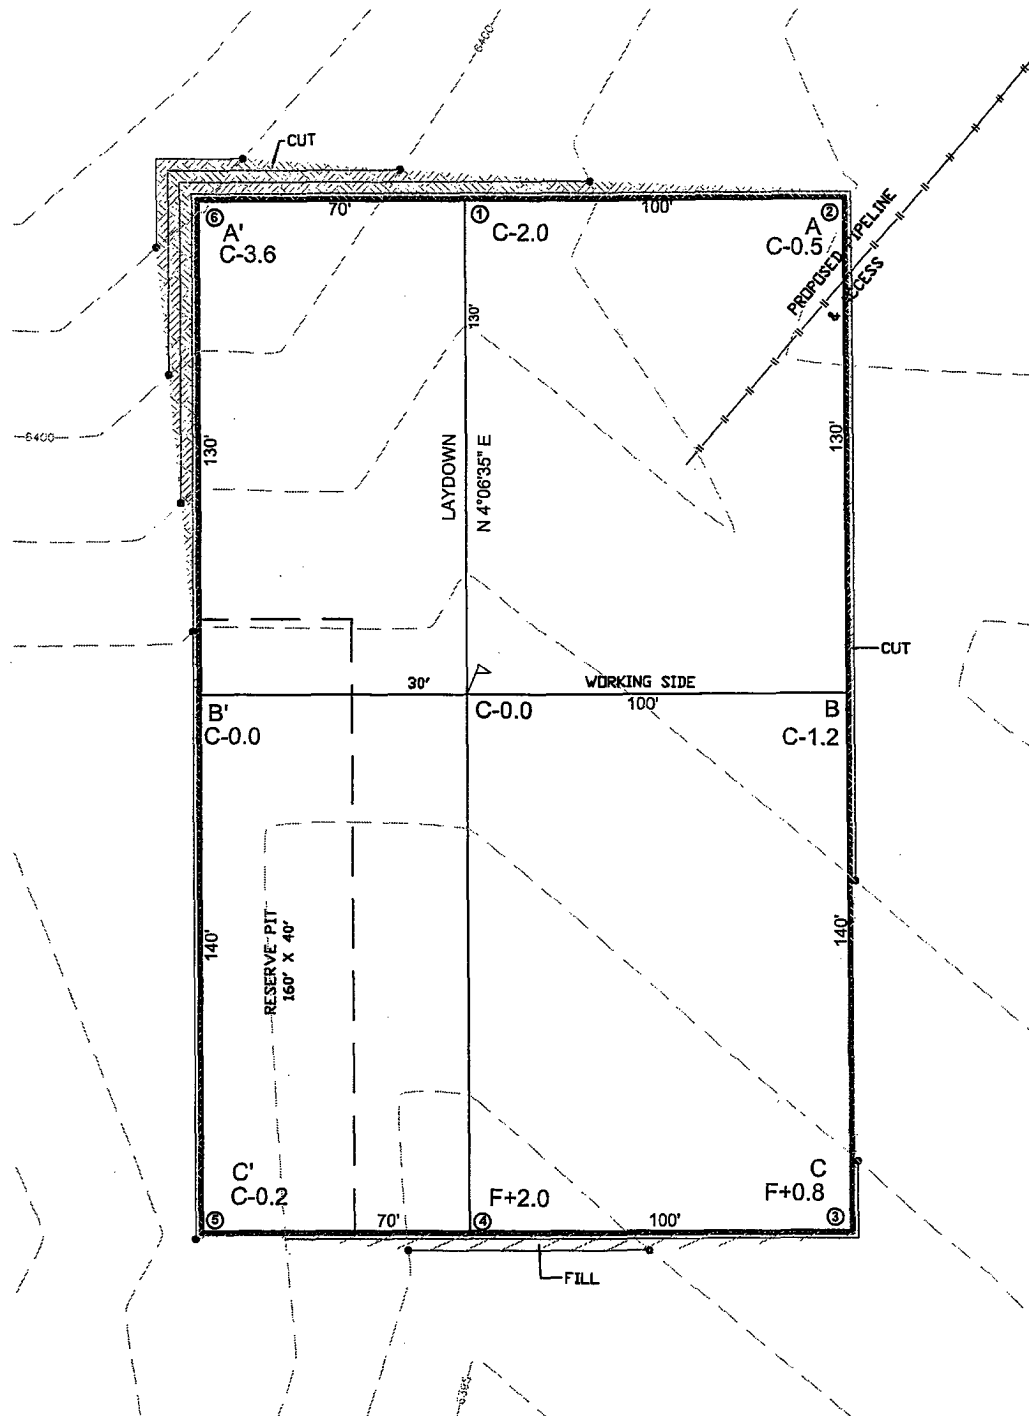 6400
CUT
70'
100'
⑥
①
②
A'
C-3.6
C-2.0
A
C-0.5
PROPOSED PIPELINE
& ACCESS
130'
6400
130'
LAYDOWN
N 4°06'35" E
130'
CUT
30'
WORKING SIDE
100'
B'
C-0.0
C-0.0
B
C-1.2
140'
RESERVE PIT
160' X 40'
140'
C'
C-0.2
F+2.0
C
F+0.8
⑤
70'
④
100'
③
FILL